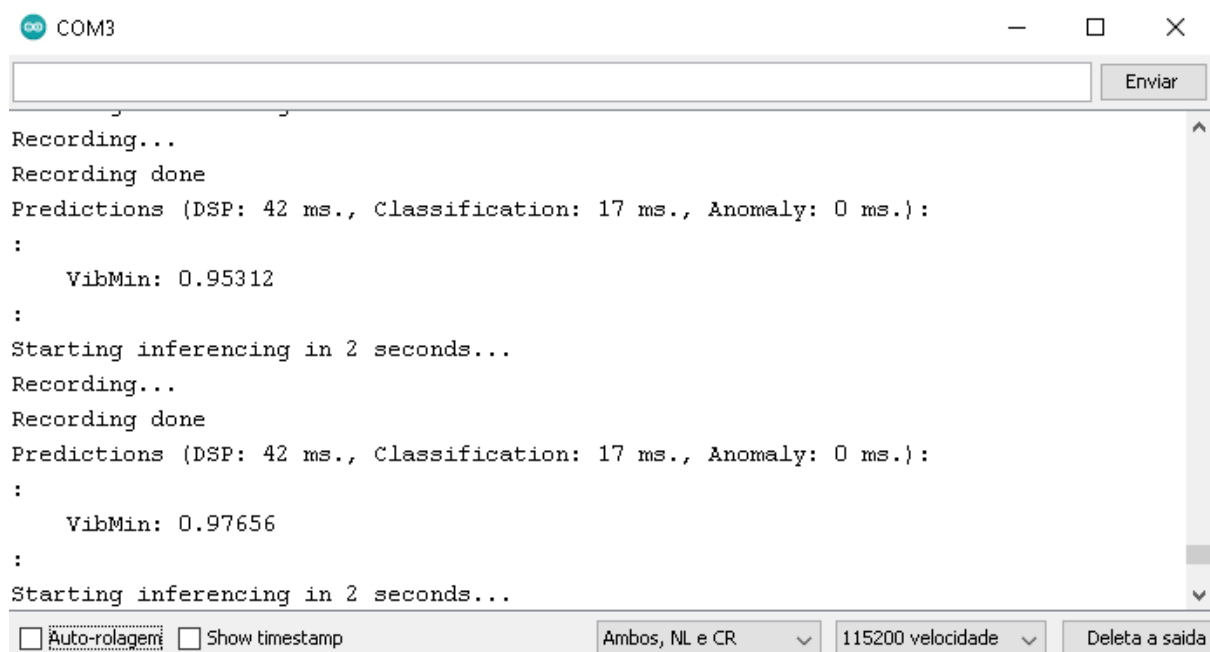 COM3
Enviar
Recording...
Recording done
Predictions (DSP: 42 ms., Classification: 17 ms., Anomaly: 0 ms.):
:
VibMin: 0.95312
:
Starting inferencing in 2 seconds...
Recording...
Recording done
Predictions (DSP: 42 ms., Classification: 17 ms., Anomaly: 0 ms.):
:
VibMin: 0.97656
:
Starting inferencing in 2 seconds...
Auto-rolagem Show timestamp Ambos, NL e CR 115200 velocidade Deleta a saida